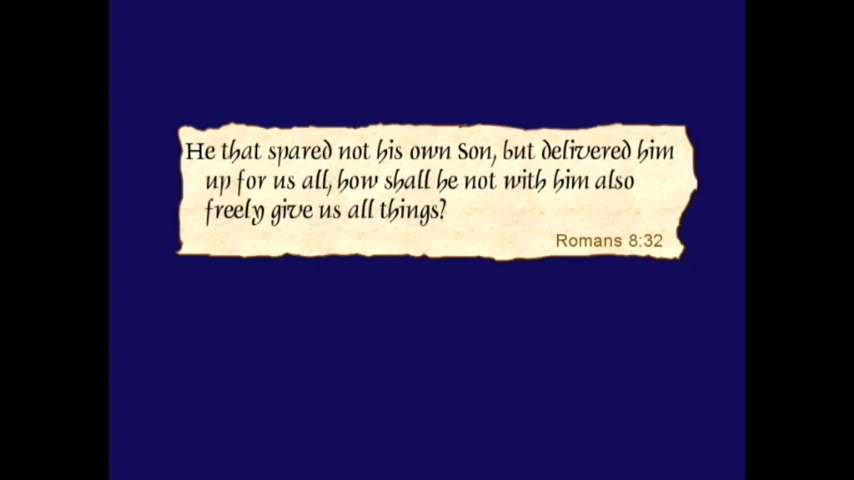 He that spared not his own Son, but delivered him
up for us all, how shall he not with him also
freely give us all things?
Romans 8:32